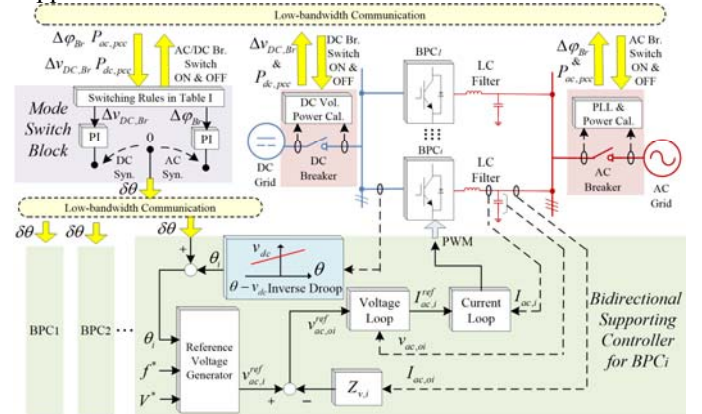 Low-bandwidth Communication
Δφ_Br P_ac,pcc
Δv_DC,Br P_dc,pcc
AC/DC Br.
Switch
ON & OFF
Δv_DC,Br
&
P_dc,pcc
DC Br.
Switch
ON &
OFF
BPC1
LC
Filter
Δφ_Br
&
P_ac,pcc
AC Br.
Switch
ON &
OFF
Mode
Switch
Block
Switching Rules in Table I
Δv_DC,Br
Δφ_Br
PI
0
PI
DC
Syn.
AC
Syn.
δθ
DC Vol.
Power Cal.
DC
Grid
DC
Breaker
BPCi
LC
Filter
PLL &
Power Cal.
AC
Breaker
AC
Grid
Low-bandwidth Communication
δθ
δθ
δθ
PWM
+
+
θ_i
v_dc
θ
θ − v_dc Inverse Droop
BPC1
BPC2
...
θ_i
f*
V*
Reference
Voltage
Generator
v_ac,i^ref
+
−
v_ac,oi^ref
Voltage
Loop
I_ac,i^ref
Current
Loop
I_ac,i
v_ac,oi
Z_v,i
I_ac,oi
Bidirectional
Supporting
Controller
for BPCi